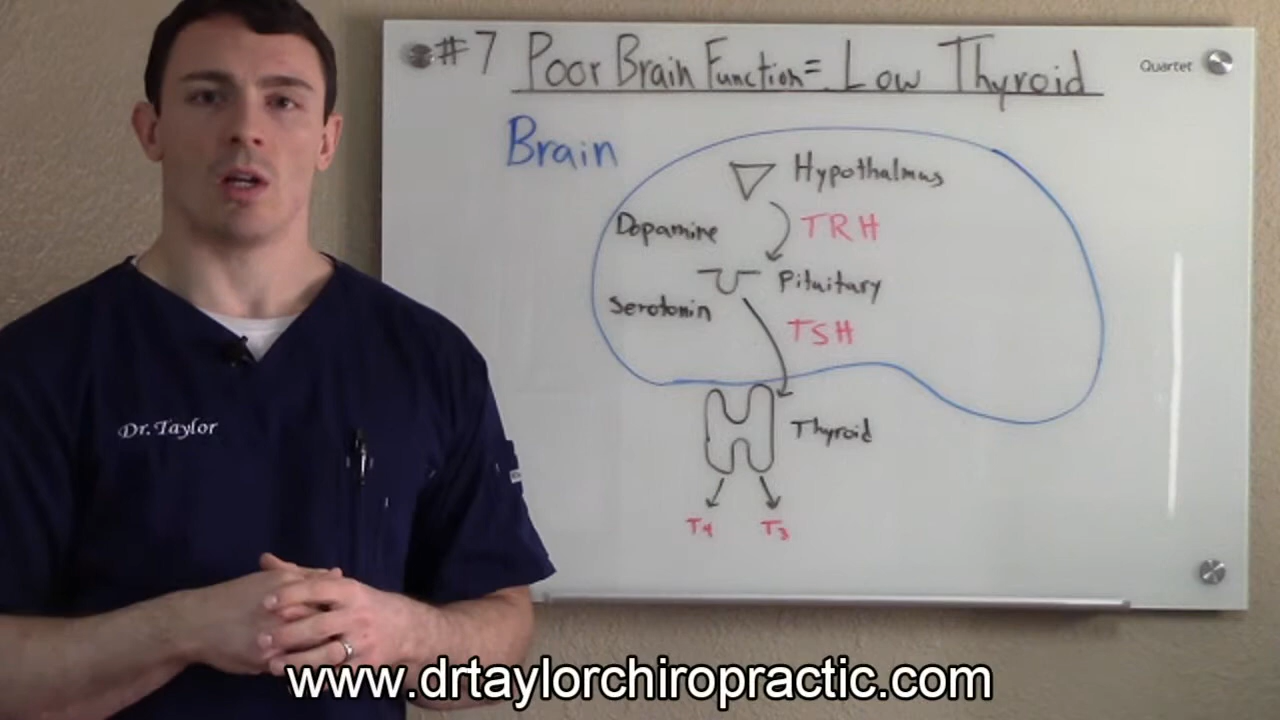 #7 Poor Brain Function = Low Thyroid
Quartet
Brain
Hypothalmus
Dopamine
TRH
Pituitary
Serotonin
TSH
Thyroid
T4 T3
Dr. Taylor
www.drtaylorchiropractic.com